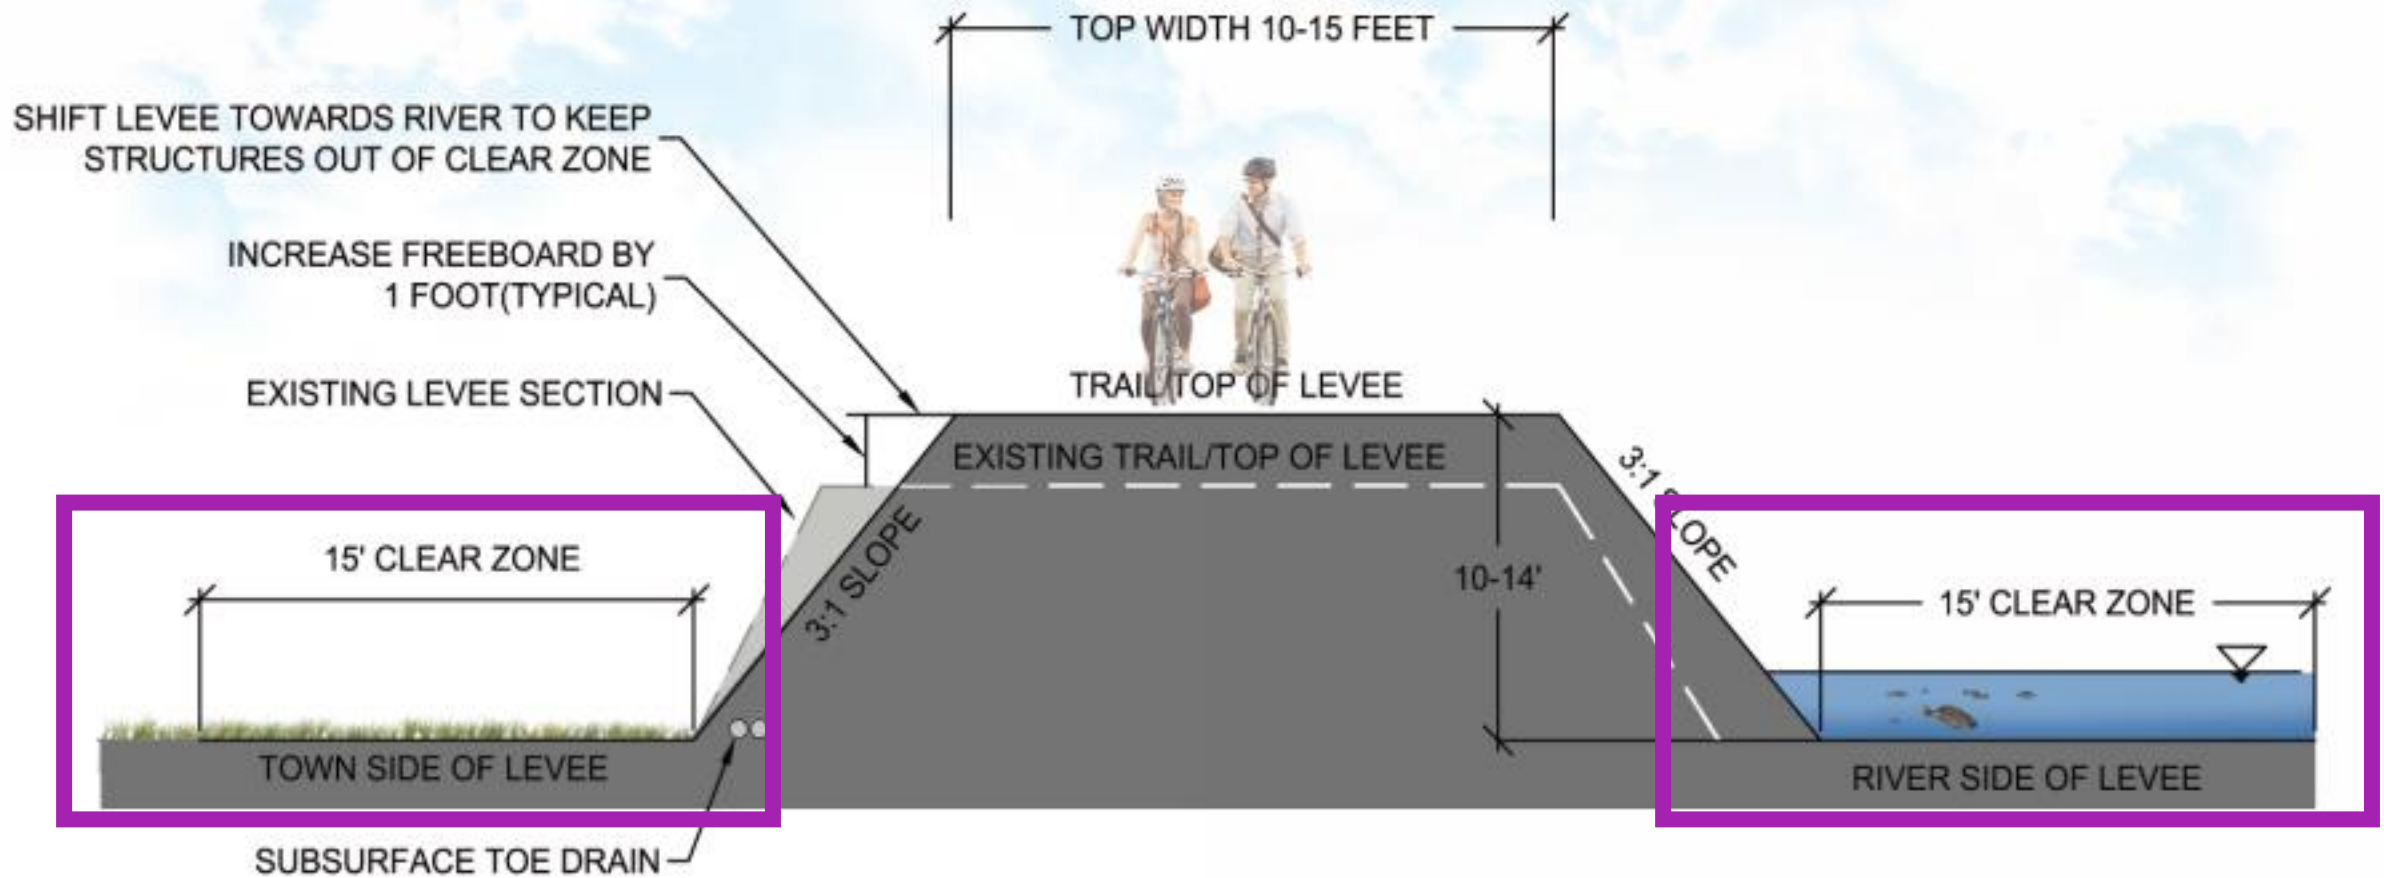 TOP WIDTH 10-15 FEET
SHIFT LEVEE TOWARDS RIVER TO KEEP
STRUCTURES OUT OF CLEAR ZONE
INCREASE FREEBOARD BY
1 FOOT(TYPICAL)
EXISTING LEVEE SECTION
TRAIL/TOP OF LEVEE
EXISTING TRAIL/TOP OF LEVEE
3:1 SLOPE
3:1 SLOPE
15' CLEAR ZONE
10-14'
15' CLEAR ZONE
TOWN SIDE OF LEVEE
RIVER SIDE OF LEVEE
SUBSURFACE TOE DRAIN